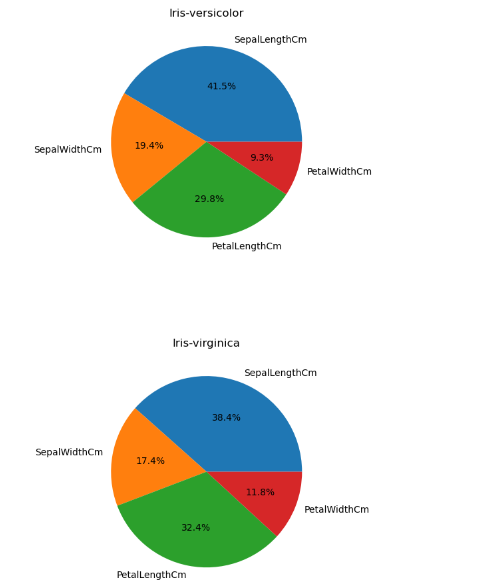 Iris-versicolor
SepalLengthCm
41.5%
SepalWidthCm
19.4%
9.3%
PetalWidthCm
29.8%
PetalLengthCm
Iris-virginica
SepalLengthCm
38.4%
SepalWidthCm
17.4%
11.8%
PetalWidthCm
32.4%
PetalLengthCm